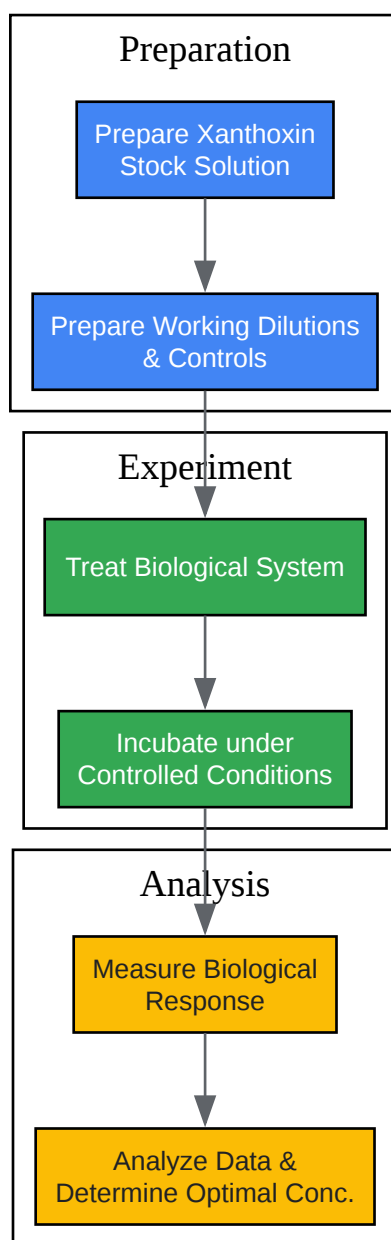 Preparation
Prepare Xanthoxin
Stock Solution
Prepare Working Dilutions
& Controls
Experiment
Treat Biological System
Incubate under
Controlled Conditions
Analysis
Measure Biological
Response
Analyze Data &
Determine Optimal Conc.